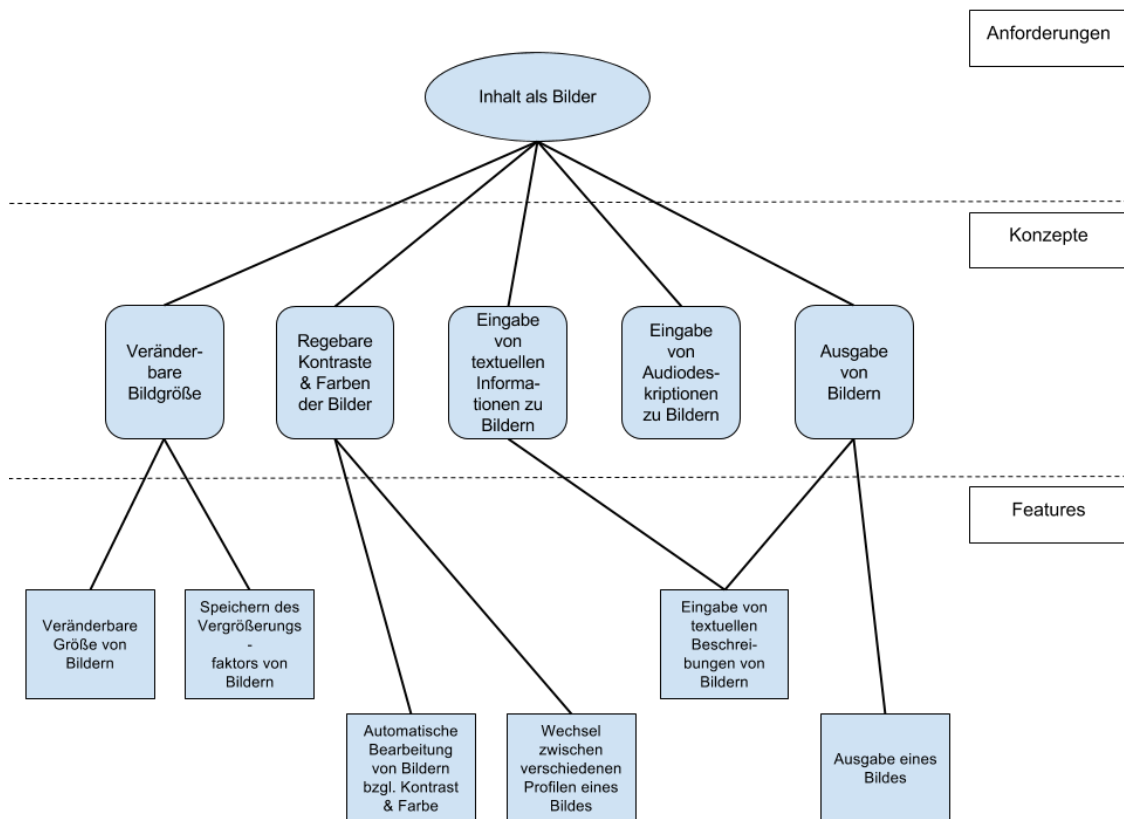 Anforderungen
Inhalt als Bilder
Konzepte
Veränder-
bare
Bildgröße
Regebare
Kontraste
& Farben
der Bilder
Eingabe
von
textuellen
Informa-
tionen zu
Bildern
Eingabe
von
Audiodes-
kriptionen
zu Bildern
Ausgabe
von
Bildern
Features
Veränderbare
Größe von
Bildern
Speichern des
Vergrößerungs
-
faktors von
Bildern
Eingabe von
textuellen
Beschrei-
bungen von
Bildern
Automatische
Bearbeitung
von Bildern
bzgl. Kontrast
& Farbe
Wechsel
zwischen
verschiedenen
Profilen eines
Bildes
Ausgabe eines
Bildes